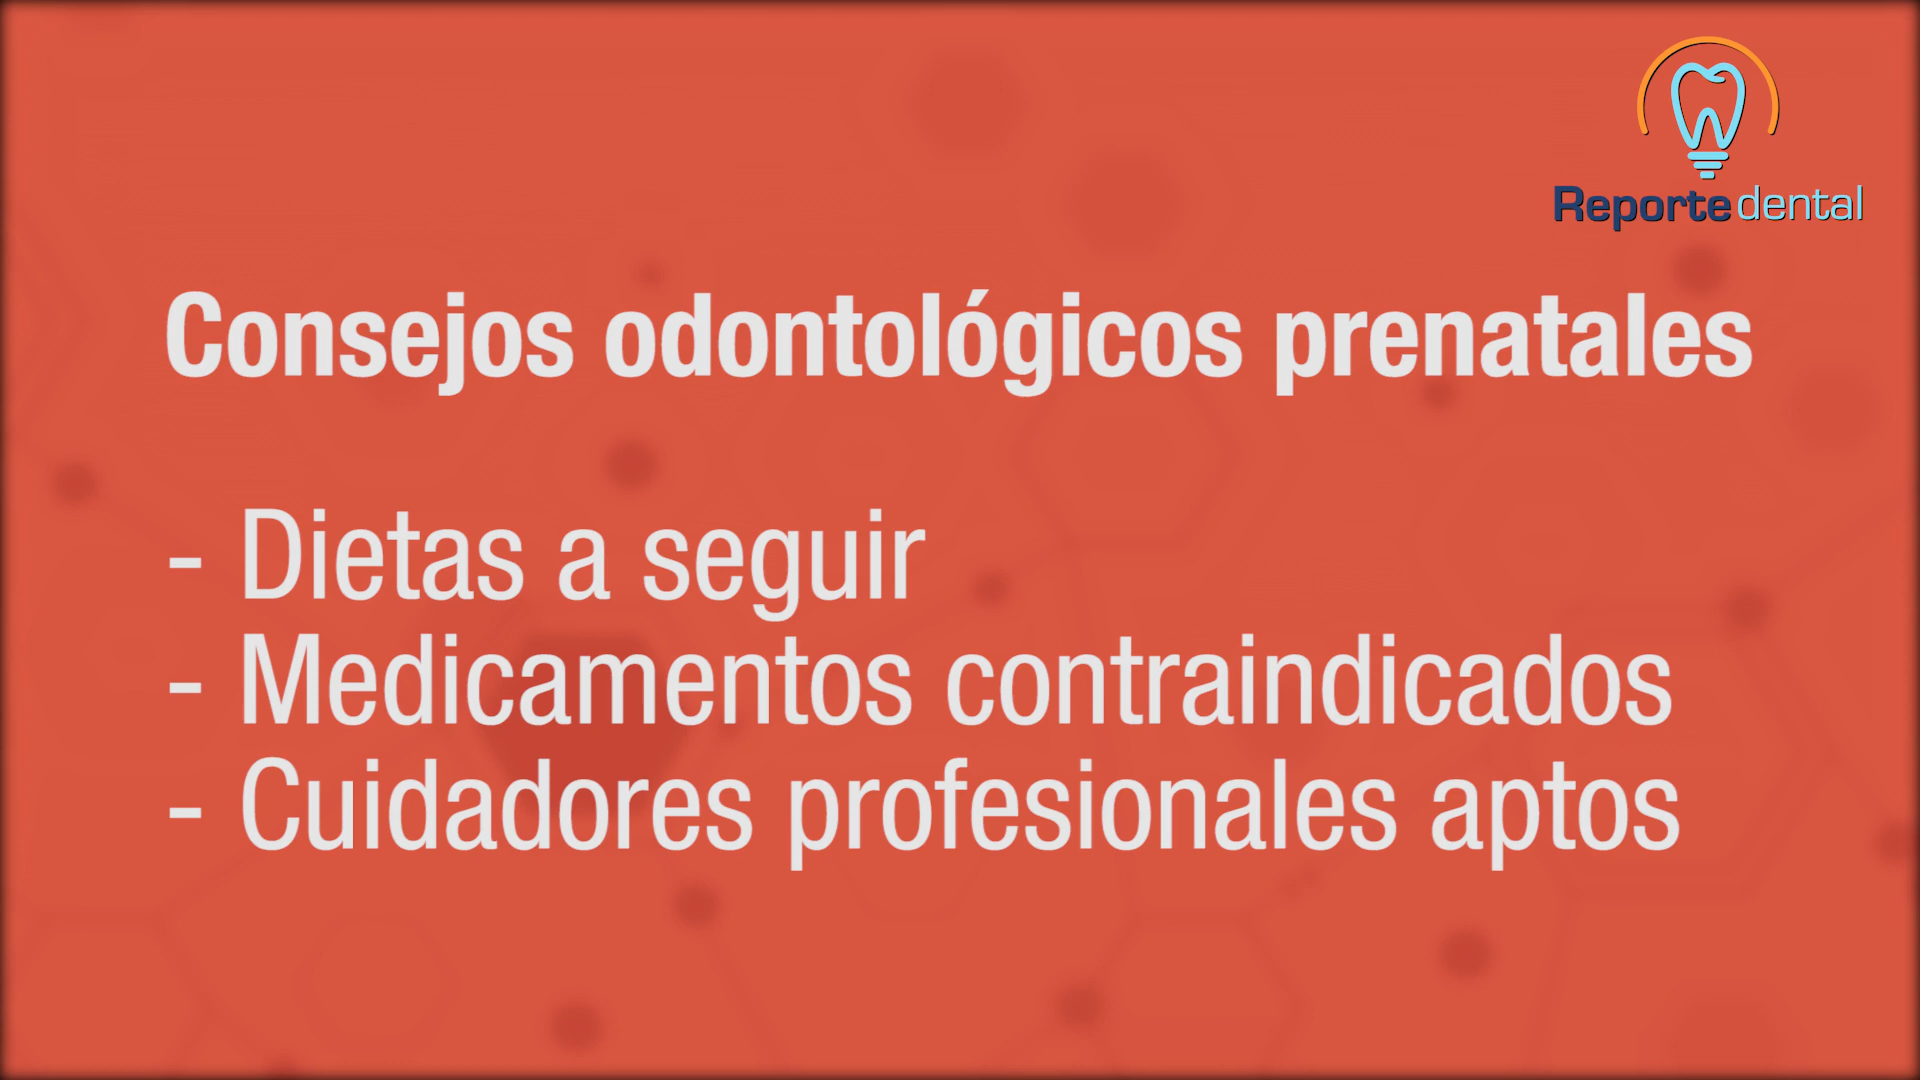 Reporte dental
Consejos odontológicos prenatales
- Dietas a seguir
- Medicamentos contraindicados
- Cuidadores profesionales aptos